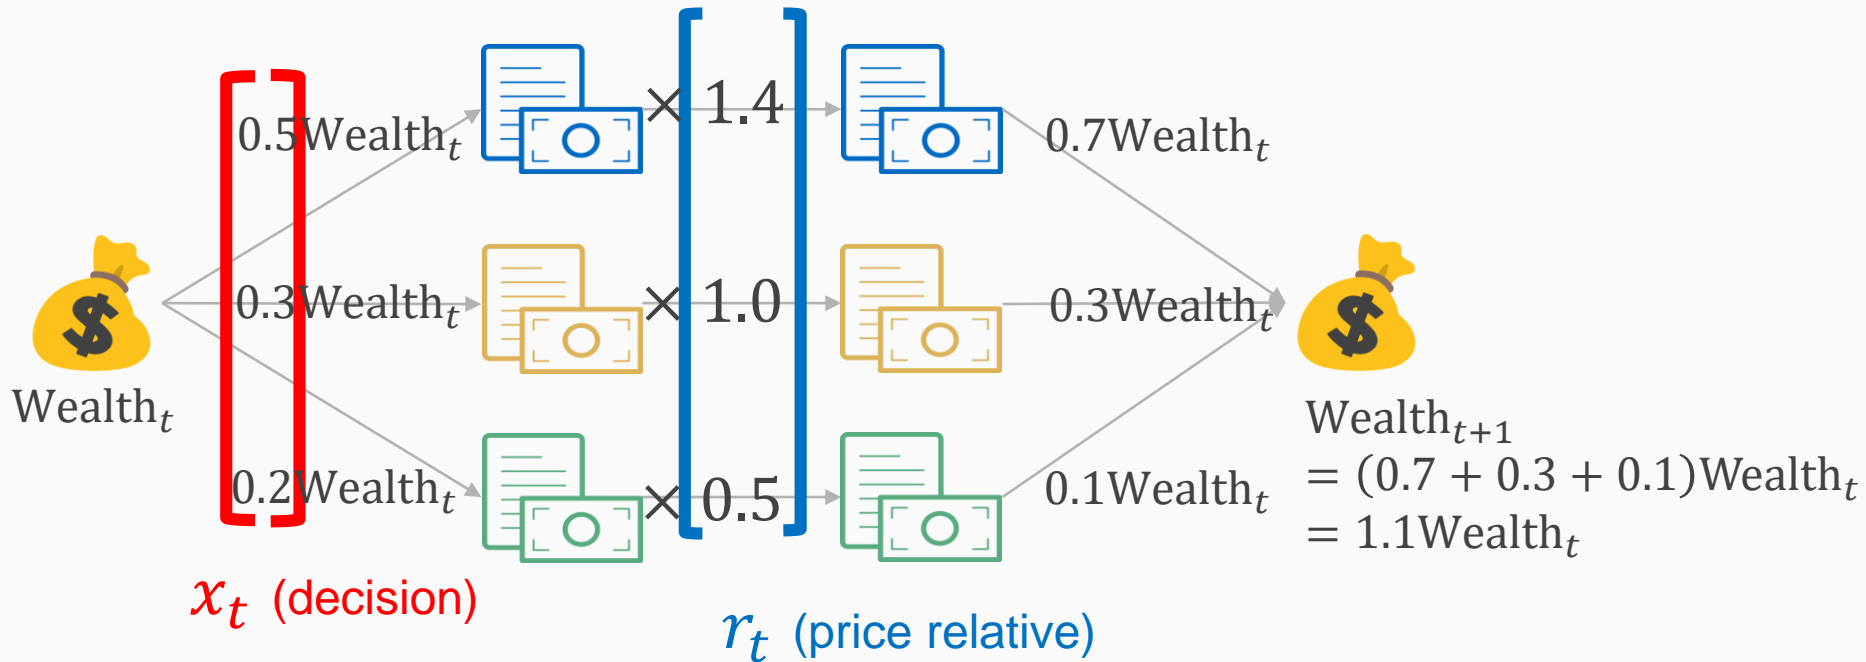 0.5Wealth_t
× 1.4
0.7Wealth_t
0.3Wealth_t
× 1.0
0.3Wealth_t
0.2Wealth_t
× 0.5
0.1Wealth_t
$
Wealth_t
$
Wealth_{t+1}
= (0.7 + 0.3 + 0.1)Wealth_t
= 1.1Wealth_t
x_t (decision)
r_t (price relative)